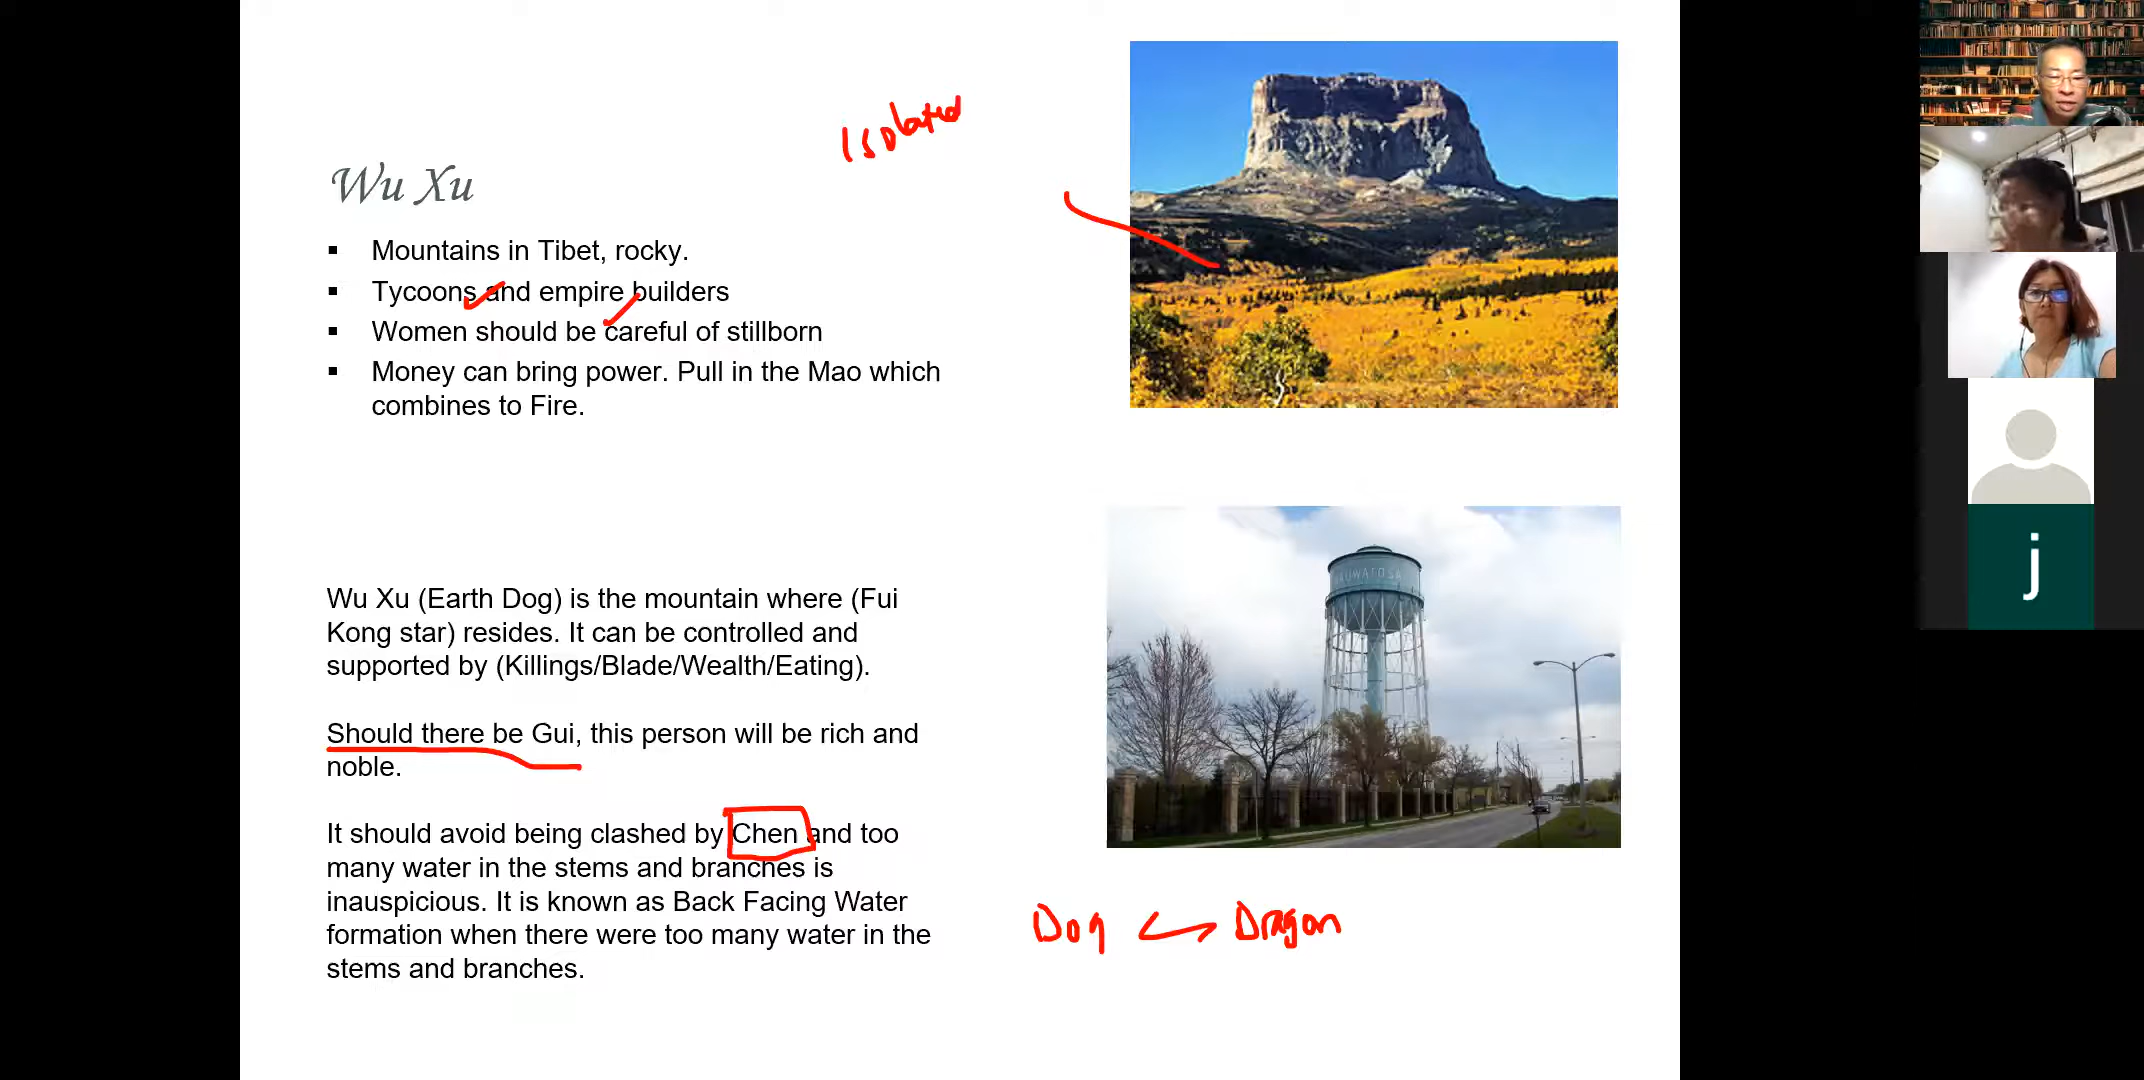 Isolated
Wu Xu
▪ Mountains in Tibet, rocky.
▪ Tycoons and empire builders
▪ Women should be careful of stillborn
▪ Money can bring power. Pull in the Mao which
combines to Fire.
Wu Xu (Earth Dog) is the mountain where (Fui
Kong star) resides. It can be controlled and
supported by (Killings/Blade/Wealth/Eating).
Should there be Gui, this person will be rich and
noble.
It should avoid being clashed by Chen and too
many water in the stems and branches is
inauspicious. It is known as Back Facing Water
formation when there were too many water in the
stems and branches.
Dog Dragon
j